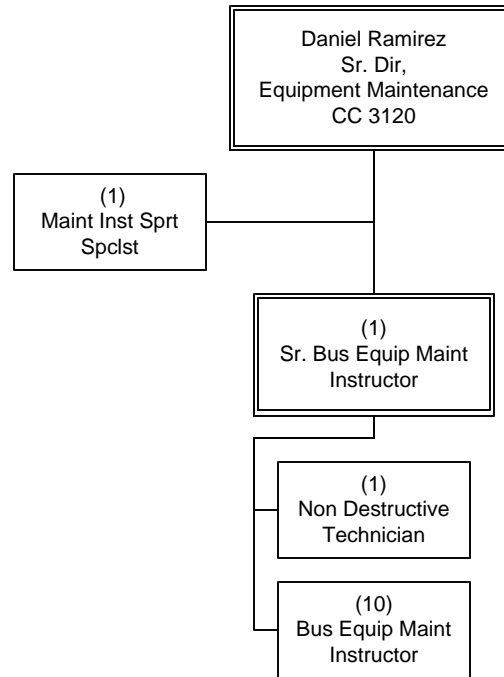 Daniel Ramirez
Sr. Dir,
Equipment Maintenance
CC 3120
(1)
Maint Inst Sprt
Spclst
(1)
Sr. Bus Equip Maint
Instructor
(1)
Non Destructive
Technician
(10)
Bus Equip Maint
Instructor